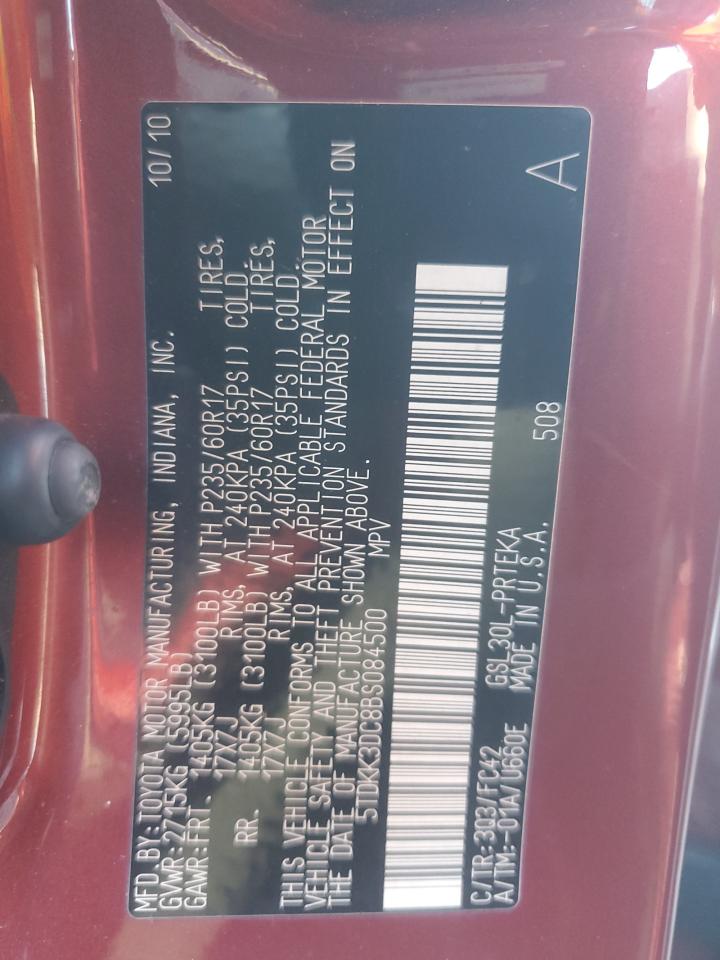 MFD.BY:TOYOTA MOTOR MANUFACTURING, INDIANA, INC. 10/10
GVWR:2715KG (5995LB)
GAWR:FRT. 1405KG (3100LB) WITH P235/60R17 TIRES,
17X7J RIMS, AT 240KPA (35PSI) COLD.
RR. 1405KG (3100LB) WITH P235/60R17 TIRES,
17X7J RIMS, AT 240KPA (35PSI) COLD.
THIS VEHICLE CONFORMS TO ALL APPLICABLE FEDERAL MOTOR
VEHICLE SAFETY AND THEFT PREVENTION STANDARDS IN EFFECT ON
THE DATE OF MANUFACTURE SHOWN ABOVE.
5TDKK3DC8BS084500 MPV
C/TR:3Q3/FC42 GSL30L-PRTEKA 508 A
A/TM:-01A/U660E MADE IN U.S.A.